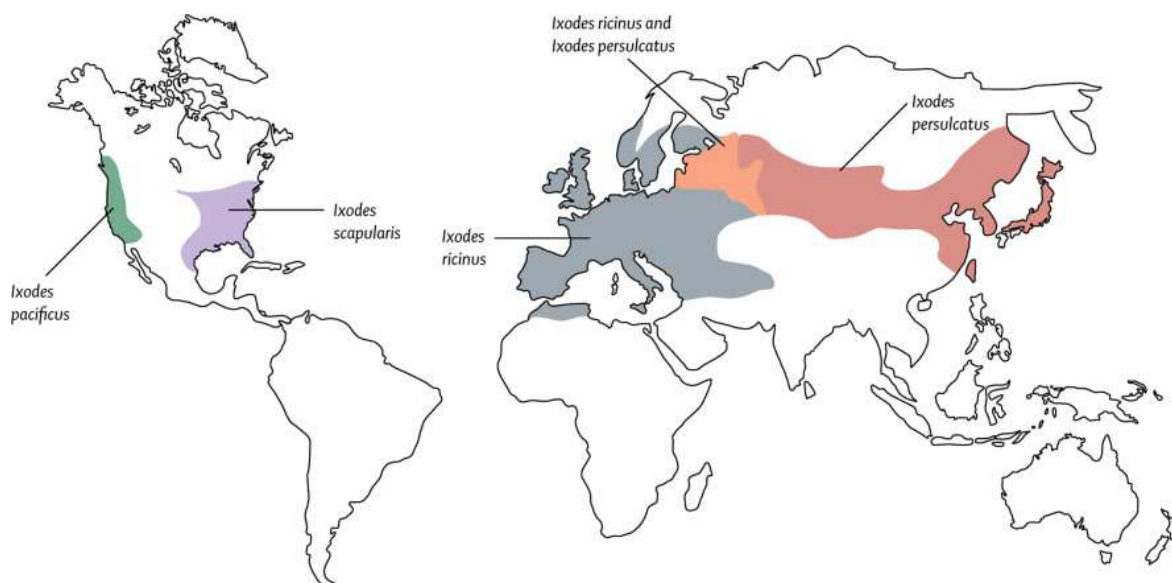 Ixodes ricinus and
Ixodes persulcatus
Ixodes
persulcatus
Ixodes
scapularis
Ixodes
ricinus
Ixodes
pacificus